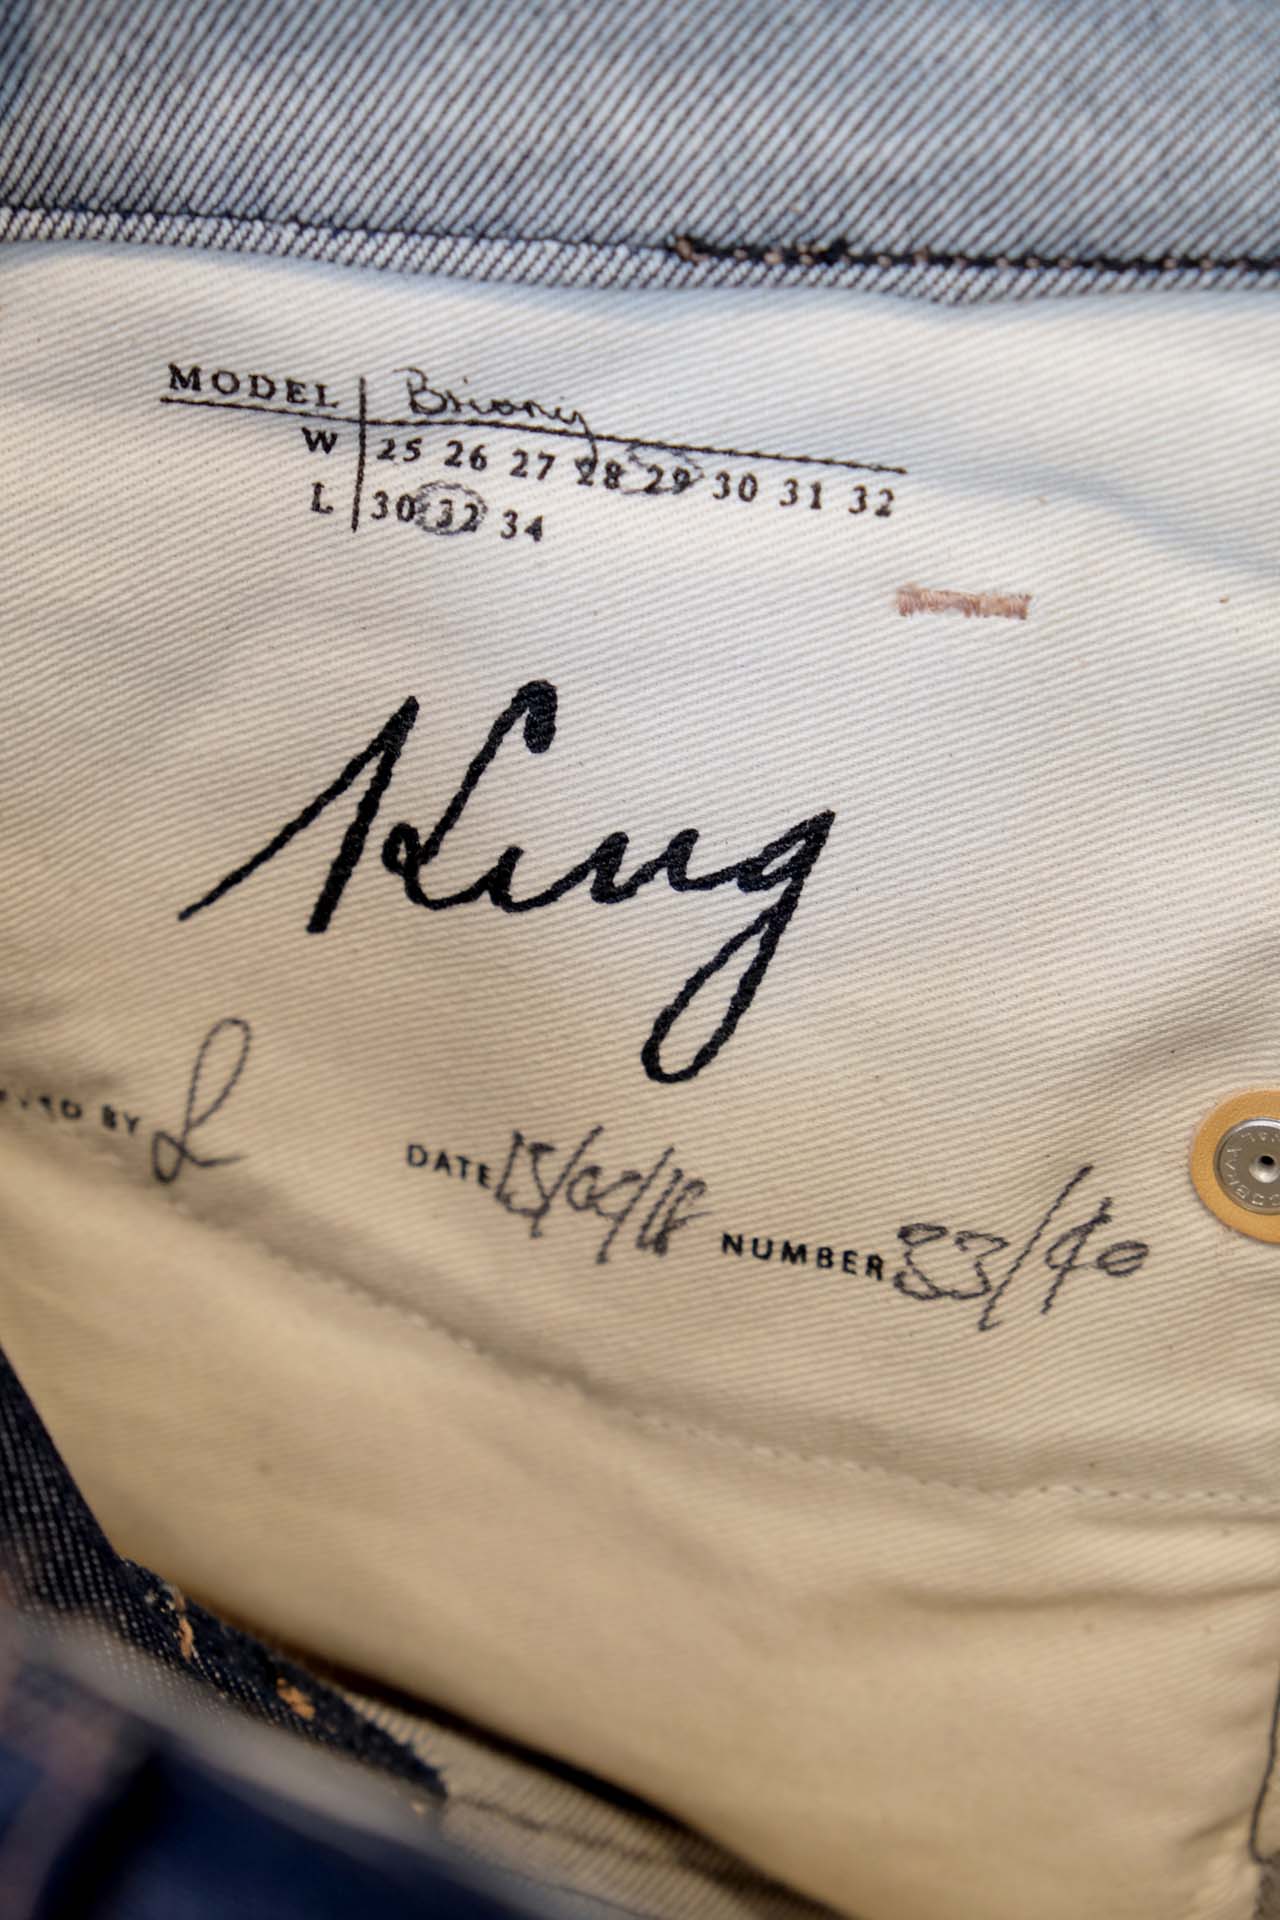 MODEL Briony
W 25 26 27 28 29 30 31 32
L 30 32 34
King
BY L DATE 15/02/18 NUMBER 33/40